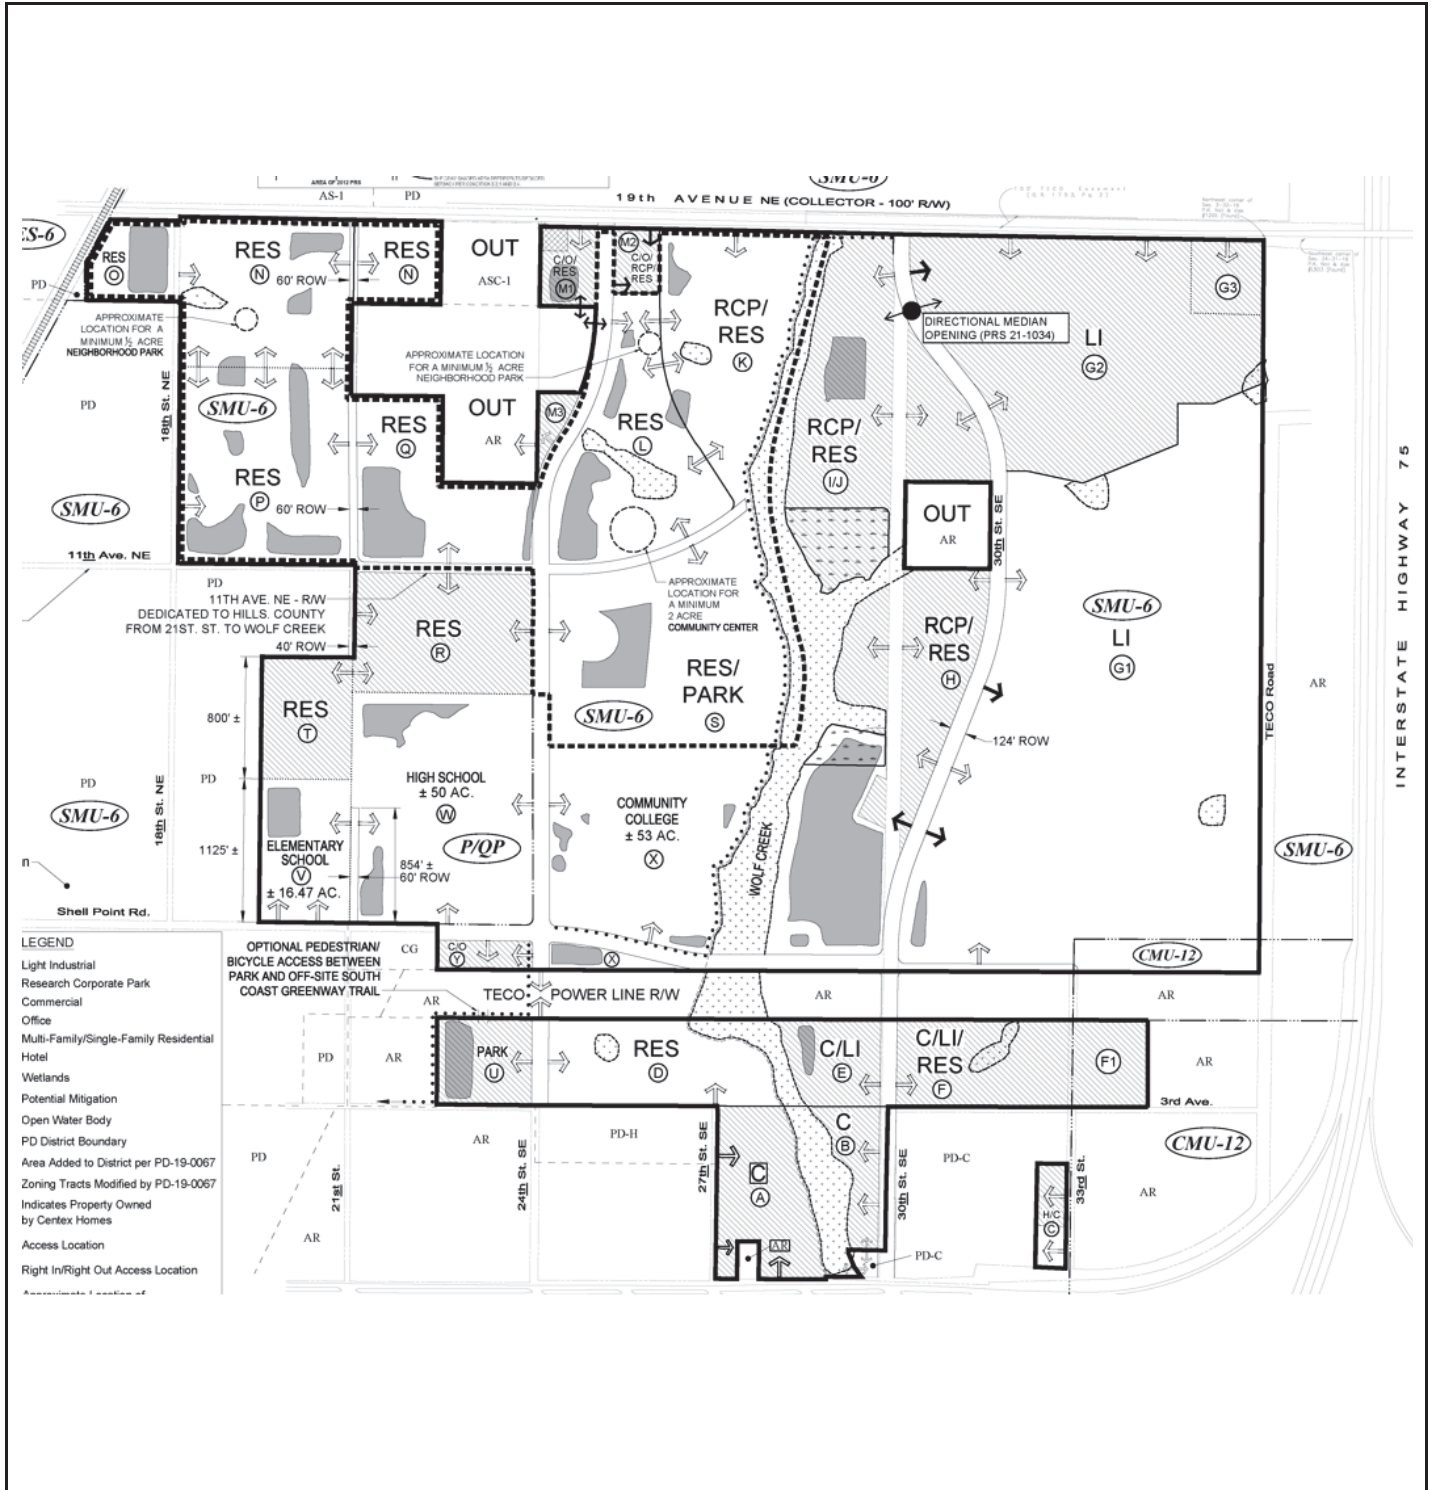 AREA OF 2012 PRS
AS-1
PD
SMU-6
19th AVENUE NE (COLLECTOR - 100' R/W)
ES-6
PD
RES
O
RES
N
60' ROW
RES
N
OUT
ASC-1
C/O/
RES
M1
M2
C/O/
RCP/
RES
RCP/
RES
K
DIRECTIONAL MEDIAN
OPENING (PRS 21-1034)
LI
G2
G3
APPROXIMATE
LOCATION FOR A
MINIMUM ½ ACRE
NEIGHBORHOOD PARK
APPROXIMATE LOCATION
FOR A MINIMUM ½ ACRE
NEIGHBORHOOD PARK
PD
18th St. NE
SMU-6
RES
Q
OUT
AR
M3
RES
L
RCP/
RES
I/J
RES
P
60' ROW
SMU-6
11th Ave. NE
OUT
AR
30th St. SE
INTERSTATE HIGHWAY 75
PD
11TH AVE. NE - R/W
DEDICATED TO HILLS. COUNTY
FROM 21ST. ST. TO WOLF CREEK
40' ROW
RES
R
APPROXIMATE
LOCATION FOR
A MINIMUM
2 ACRE
COMMUNITY CENTER
RCP/
RES
H
SMU-6
LI
G1
RES/
PARK
S
SMU-6
TECO Road
AR
800' ±
RES
T
124' ROW
PD
PD
18th St. NE
SMU-6
HIGH SCHOOL
± 50 AC.
W
COMMUNITY
COLLEGE
± 53 AC.
X
WOLF CREEK
1125' ±
ELEMENTARY
SCHOOL
V
± 16.47 AC.
P/QP
854' ±
60' ROW
SMU-6
n
Shell Point Rd.
LEGEND
Light Industrial
Research Corporate Park
Commercial
Office
Multi-Family/Single-Family Residential
Hotel
Wetlands
Potential Mitigation
Open Water Body
PD District Boundary
Area Added to District per PD-19-0067
Zoning Tracts Modified by PD-19-0067
Indicates Property Owned
by Centex Homes
Access Location
Right In/Right Out Access Location
Approximate Location of
OPTIONAL PEDESTRIAN/
BICYCLE ACCESS BETWEEN
PARK AND OFF-SITE SOUTH
COAST GREENWAY TRAIL
CG
C/O
Y
X
CMU-12
AR
TECO POWER LINE R/W
AR
AR
PD
AR
PARK
U
RES
D
C/LI
E
C/LI/
RES
F
F1
AR
3rd Ave.
PD
AR
PD-H
C
B
PD-C
CMU-12
21st St.
24th St. SE
27th St. SE
C
A
30th St. SE
H/C
C
33rd St.
AR
AR
AR
PD-C